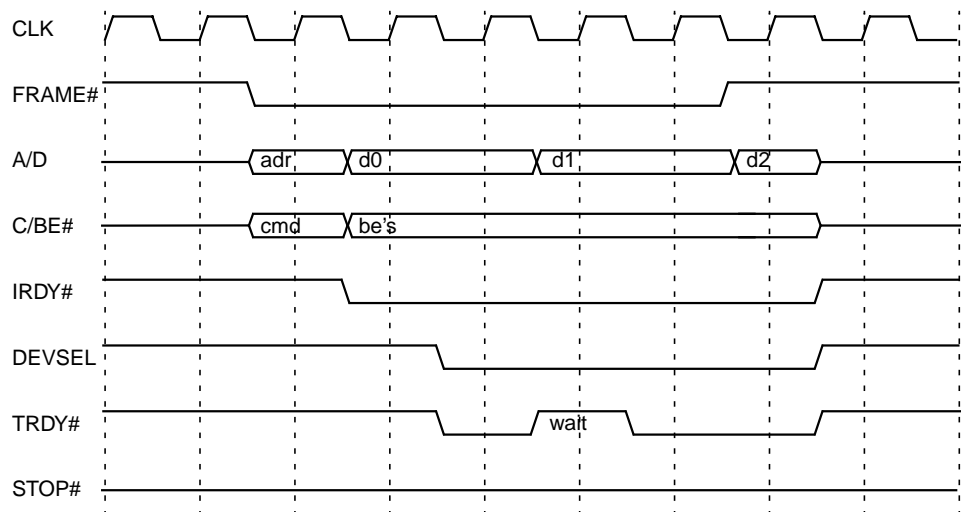 CLK
FRAME#
A/D adr d0 d1 d2
C/BE# cmd be's
IRDY#
DEVSEL
TRDY# wait
STOP#